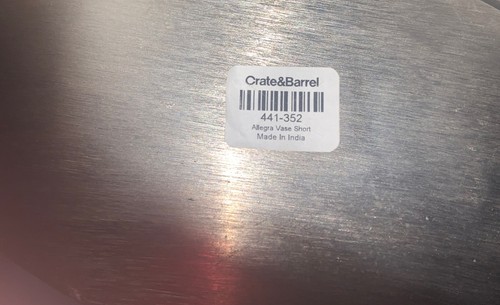 Crate&Barrel
441-352
Allegra Vase Short
Made In India